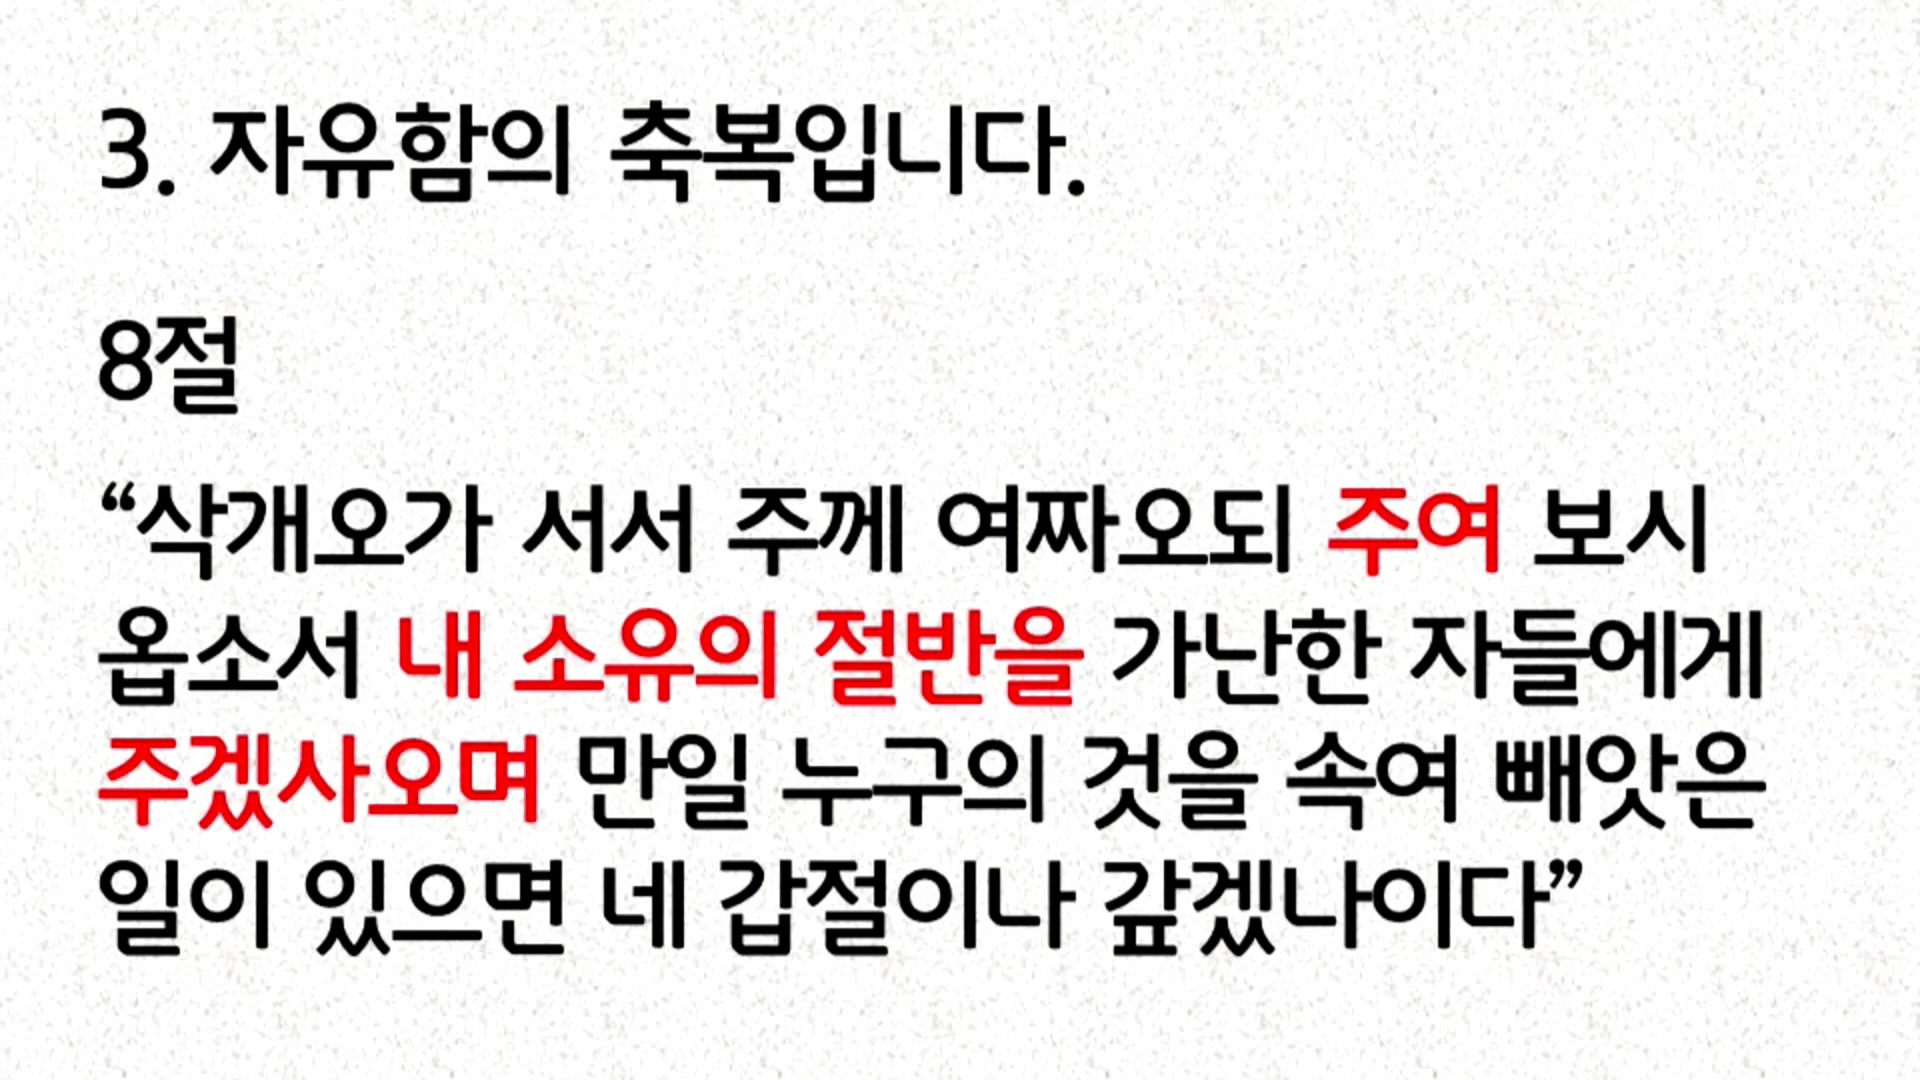 3. 자유함의 축복입니다.
8절
“삭개오가 서서 주께 여짜오되 주여 보시
옵소서 내 소유의 절반을 가난한 자들에게
주겠사오며 만일 누구의 것을 속여 빼앗은
일이 있으면 네 갑절이나 갚겠나이다”